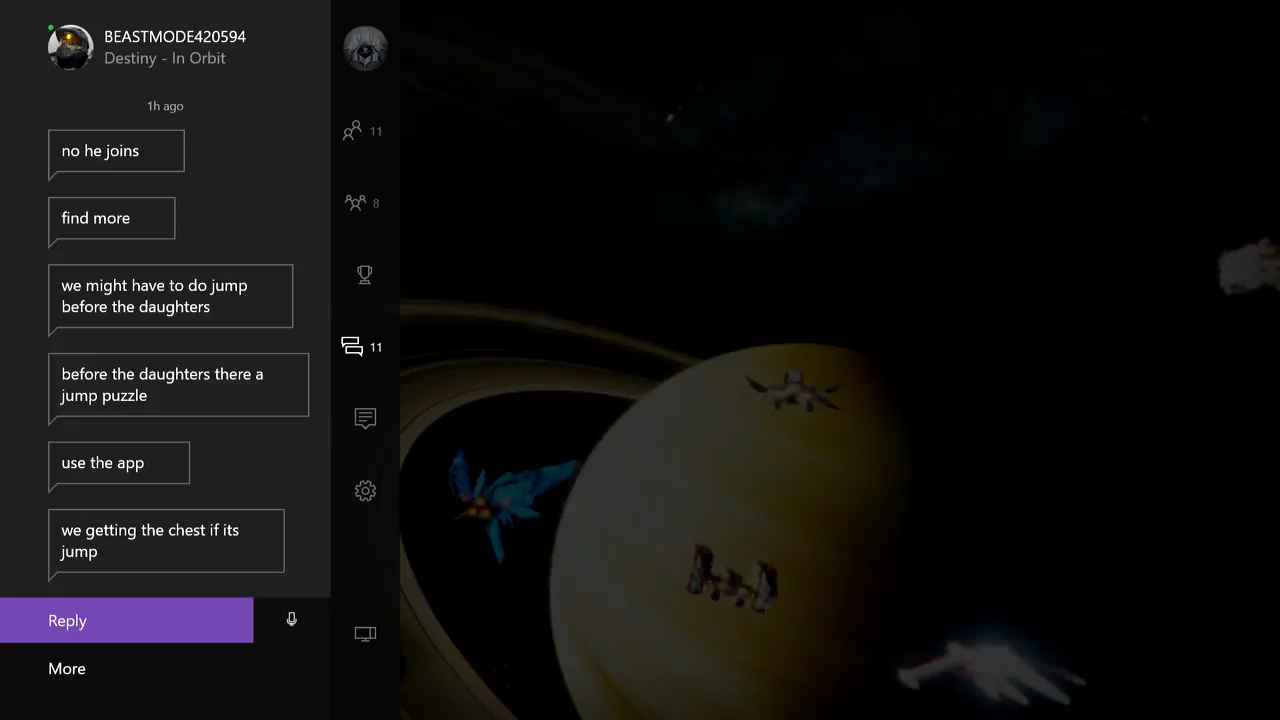 BEASTMODE420594
Destiny - In Orbit
1h ago
no he joins
find more
we might have to do jump
before the daughters
before the daughters there a
jump puzzle
use the app
we getting the chest if its
jump
Reply
More
11
8
11